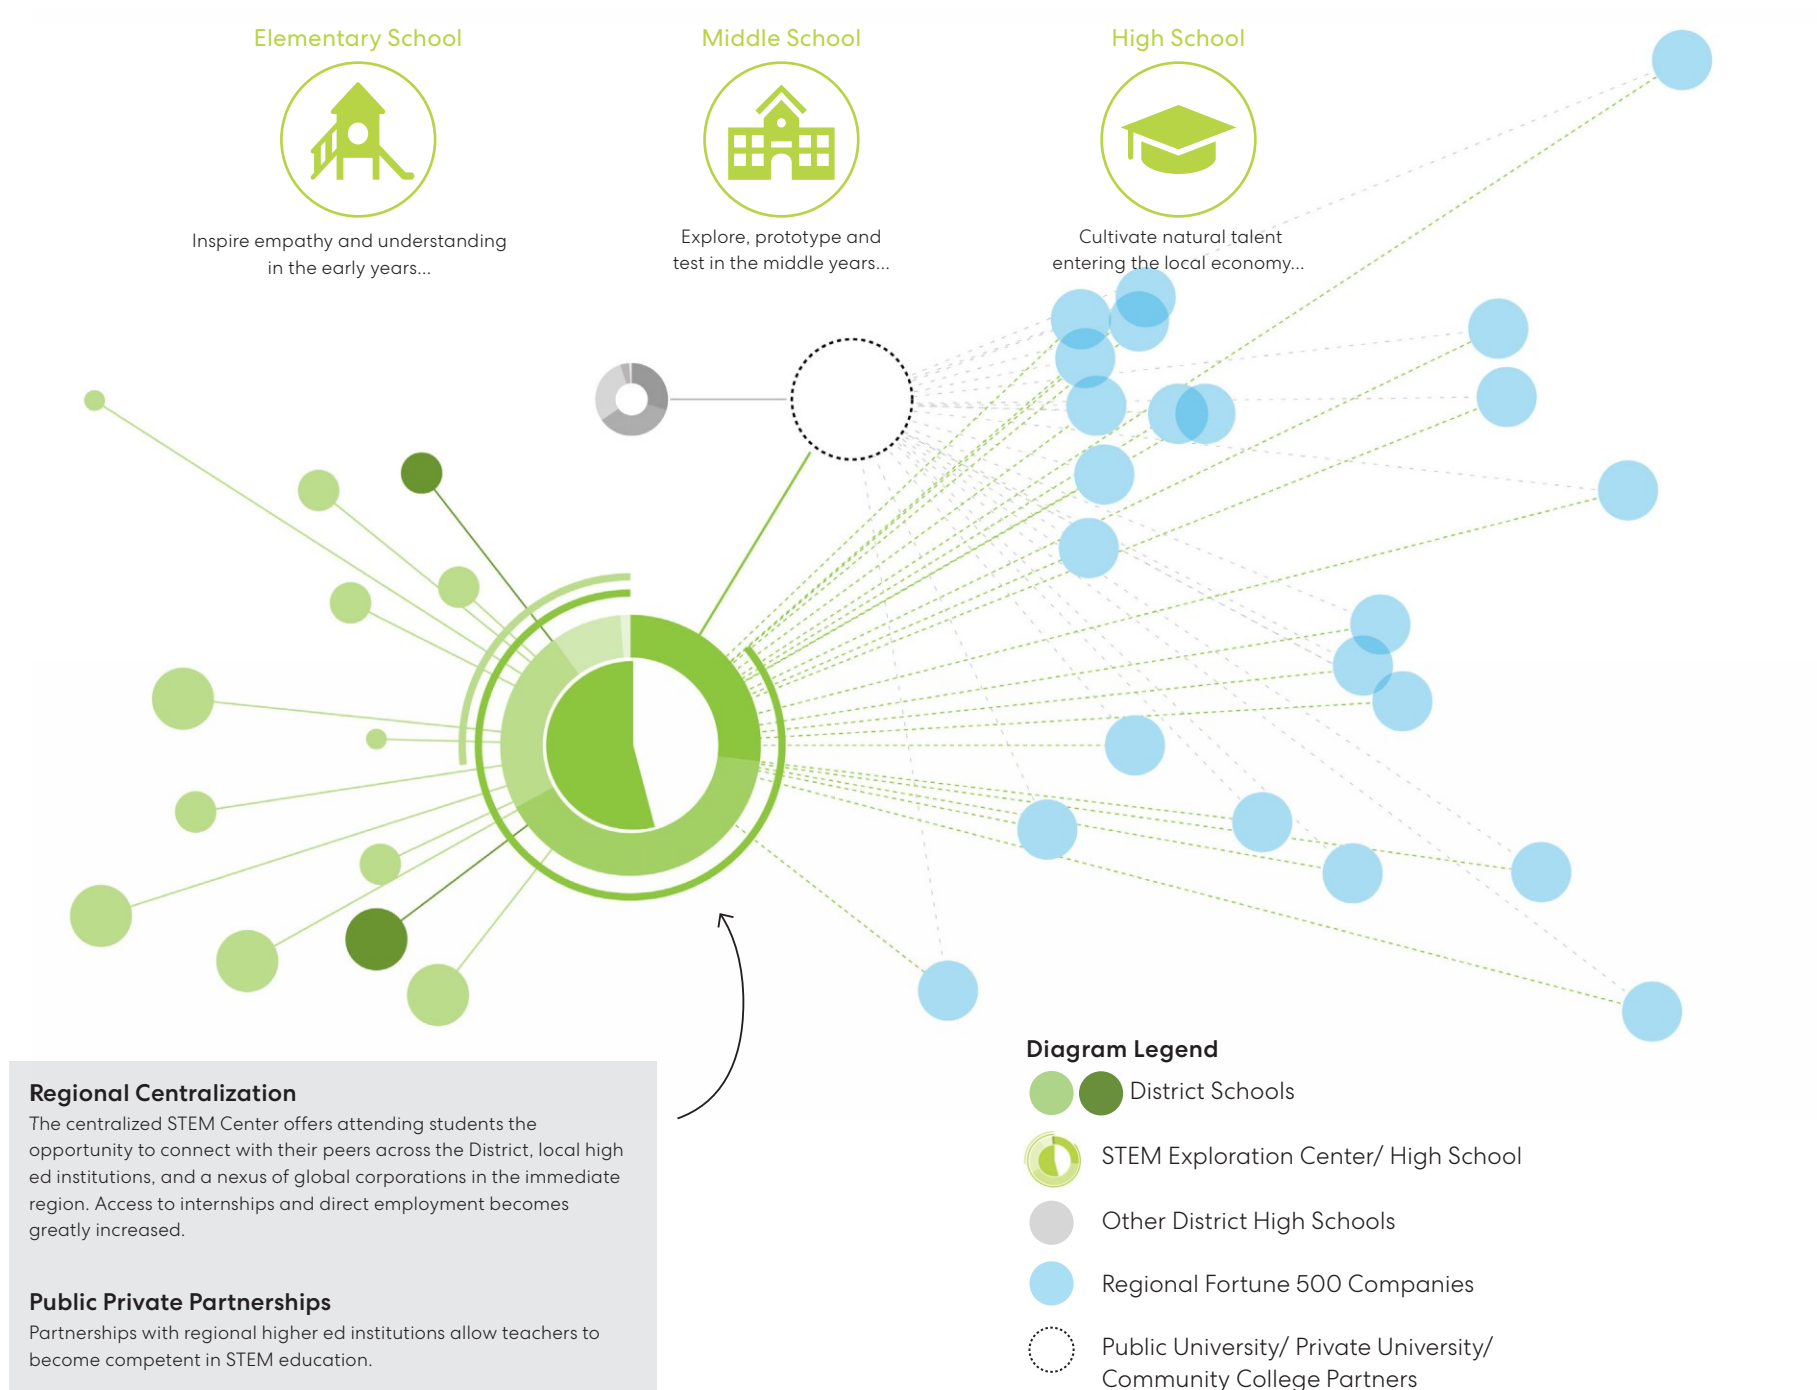 Elementary School
Middle School
High School
Inspire empathy and understanding
in the early years...
Explore, prototype and
test in the middle years...
Cultivate natural talent
entering the local economy...
Regional Centralization
The centralized STEM Center offers attending students the
opportunity to connect with their peers across the District, local high
ed institutions, and a nexus of global corporations in the immediate
region. Access to internships and direct employment becomes
greatly increased.
Public Private Partnerships
Partnerships with regional higher ed institutions allow teachers to
become competent in STEM education.
Diagram Legend
District Schools
STEM Exploration Center/ High School
Other District High Schools
Regional Fortune 500 Companies
Public University/ Private University/
Community College Partners